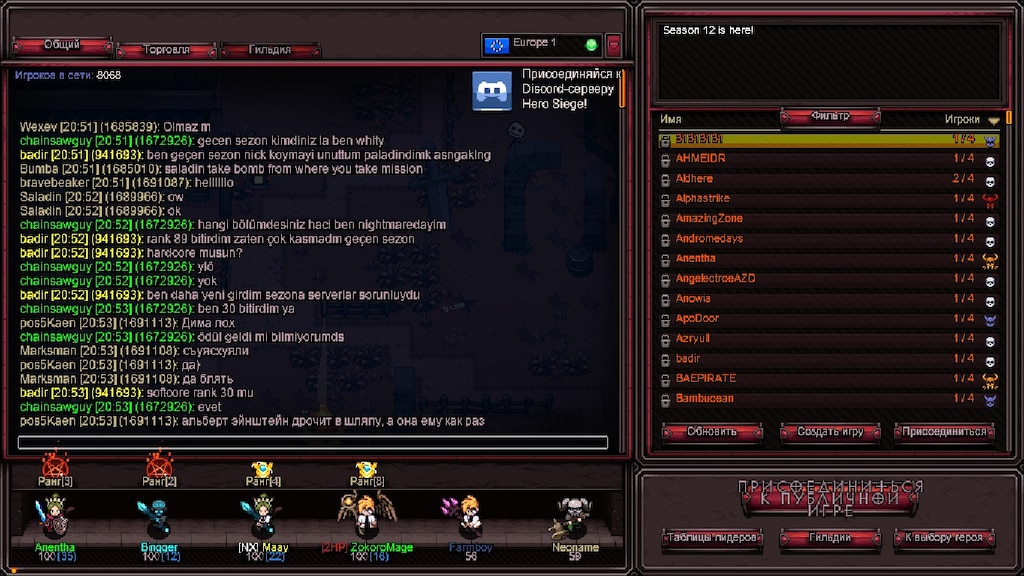 Общий
Торговля
Гильдия
Europe 1
Season 12 is here!
Игроков в сети: 8068
Присоединяйся к
Discord-серверу
Hero Siege!
Wexev [20:51] (1685839): Olmaz m
chainsawguy [20:51] (1672926): gecen sezon kimdiniz la ben whity
badir [20:51] (941693): ben geçen sezon nick koymayi unuttum paladindimk asngaking
Bumba [20:51] (1685010): saladin take bomb from where you take mission
bravebeaker [20:51] (1691087): hellllllo
Saladin [20:52] (1689966): ow
Saladin [20:52] (1689966): ok
chainsawguy [20:52] (1672926): hangi bölümdesiniz haci ben nightmaredayim
badir [20:52] (941693): rank 89 bitirdim zaten çok kasmadm geçen sezon
badir [20:52] (941693): hardcore musun?
chainsawguy [20:52] (1672926): ylö
chainsawguy [20:52] (1672926): yok
badir [20:52] (941693): ben daha yeni girdim sezona serverlar sorunluydu
chainsawguy [20:53] (1672926): ben 30 bitirdim ya
pos5Kaen [20:53] (1691113): Дима лох
chainsawguy [20:53] (1672926): ödül geldi mi bilmiyorumds
Marksman [20:53] (1691108): съуясхуяли
pos5Kaen [20:53] (1691113): да)
Marksman [20:53] (1691108): да блять
badir [20:53] (941693): softcore rank 30 mu
chainsawguy [20:53] (1672926): evet
pos5Kaen [20:53] (1691113): альберт эйнштейн дрочит в шляпу, а она ему как раз
Имя
Фильтр
Игроки
1 / 4
AHMEIDR 1 / 4
Aldhere 2 / 4
Alphastrike 1 / 4
AmazingZone 1 / 4
Andromedays 1 / 4
Anentha 1 / 4
AngelectroeAZD 1 / 4
Anowia 1 / 4
ApoDoor 1 / 4
Azryull 1 / 4
badir 1 / 4
BAEPIRATE 1 / 4
Bambucean 1 / 4
Обновить
Создать игру
Присоединиться
Ранг[3]
Ранг[2]
Ранг[4]
Ранг[8]
Anentha
100 (35)
Bingger
100 (12)
[NX] Maay
100 (22)
[2HP] ZokoroMage
100 (16)
Farmboy
56
Neoname
59
ПРИСОЕДИНИТЬСЯ
К ПУБЛИЧНОЙ
ИГРЕ
Таблицы лидеров
Гильдии
К выбору героя